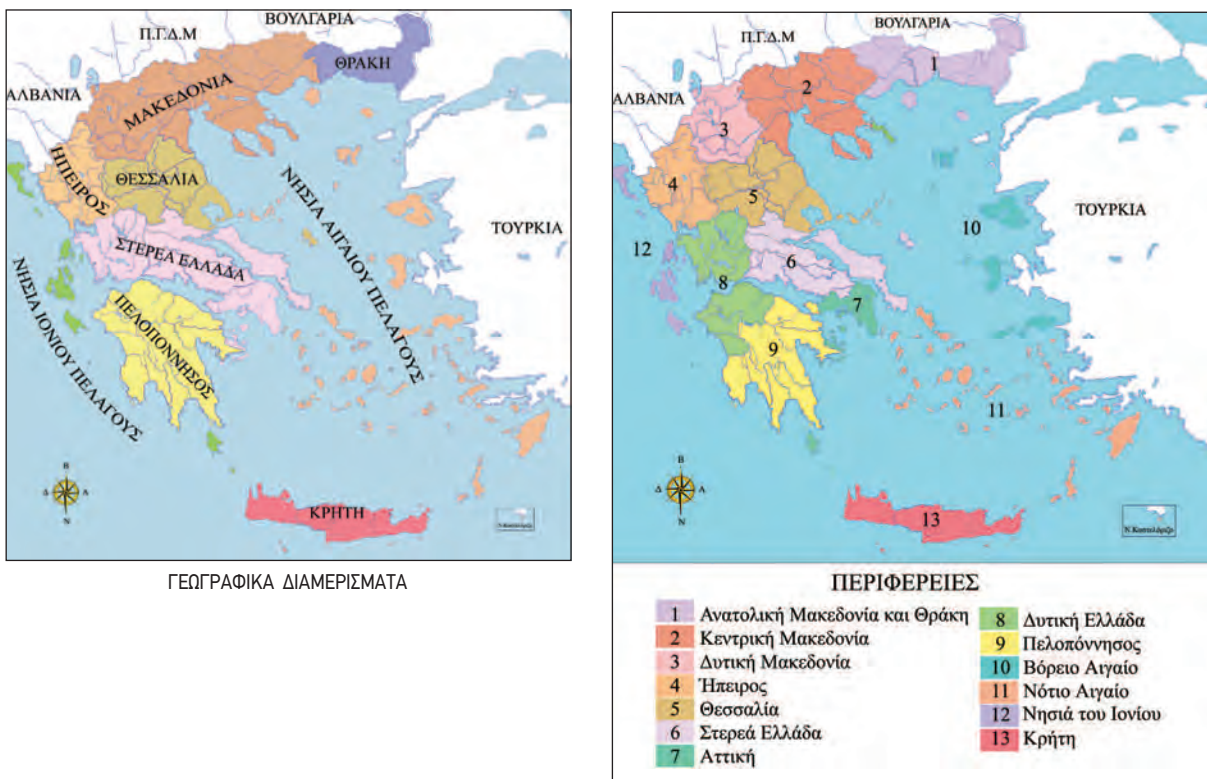 ΒΟΥΛΓΑΡΙΑ
Π.Γ.Δ.Μ
ΘΡΑΚΗ
ΑΛΒΑΝΙΑ
ΜΑΚΕΔΟΝΙΑ
ΗΠΕΙΡΟΣ
ΘΕΣΣΑΛΙΑ
ΝΗΣΙΑ ΑΙΓΑΙΟΥ ΠΕΛΑΓΟΥΣ
ΤΟΥΡΚΙΑ
ΣΤΕΡΕΑ ΕΛΛΑΔΑ
ΝΗΣΙΑ ΙΟΝΙΟΥ ΠΕΛΑΓΟΥΣ
ΠΕΛΟΠΟΝΝΗΣΟΣ
Β
Δ Α
Ν
ΚΡΗΤΗ
Ν.Καστελόριζο
ΓΕΩΓΡΑΦΙΚΑ ΔΙΑΜΕΡΙΣΜΑΤΑ
ΒΟΥΛΓΑΡΙΑ
Π.Γ.Δ.Μ
1
2
ΑΛΒΑΝΙΑ
3
4
5
10
ΤΟΥΡΚΙΑ
12
6
8
7
9
11
Β
Δ Α
Ν
13
Ν.Καστελόριζο
ΠΕΡΙΦΕΡΕΙΕΣ
1 Ανατολική Μακεδονία και Θράκη
2 Κεντρική Μακεδονία
3 Δυτική Μακεδονία
4 Ήπειρος
5 Θεσσαλία
6 Στερεά Ελλάδα
7 Αττική
8 Δυτική Ελλάδα
9 Πελοπόννησος
10 Βόρειο Αιγαίο
11 Νότιο Αιγαίο
12 Νησιά του Ιονίου
13 Κρήτη